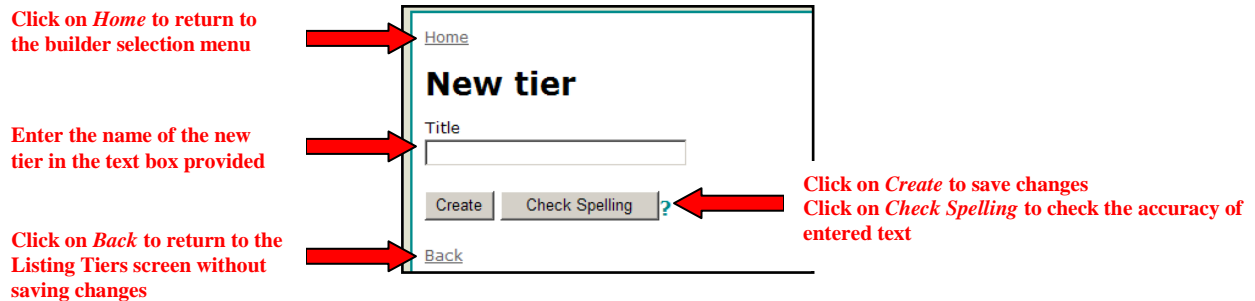 Click on Home to return to
the builder selection menu
Home
New tier
Enter the name of the new
tier in the text box provided
Title
Create
Check Spelling
?
Click on Create to save changes
Click on Check Spelling to check the accuracy of
entered text
Click on Back to return to the
Listing Tiers screen without
saving changes
Back